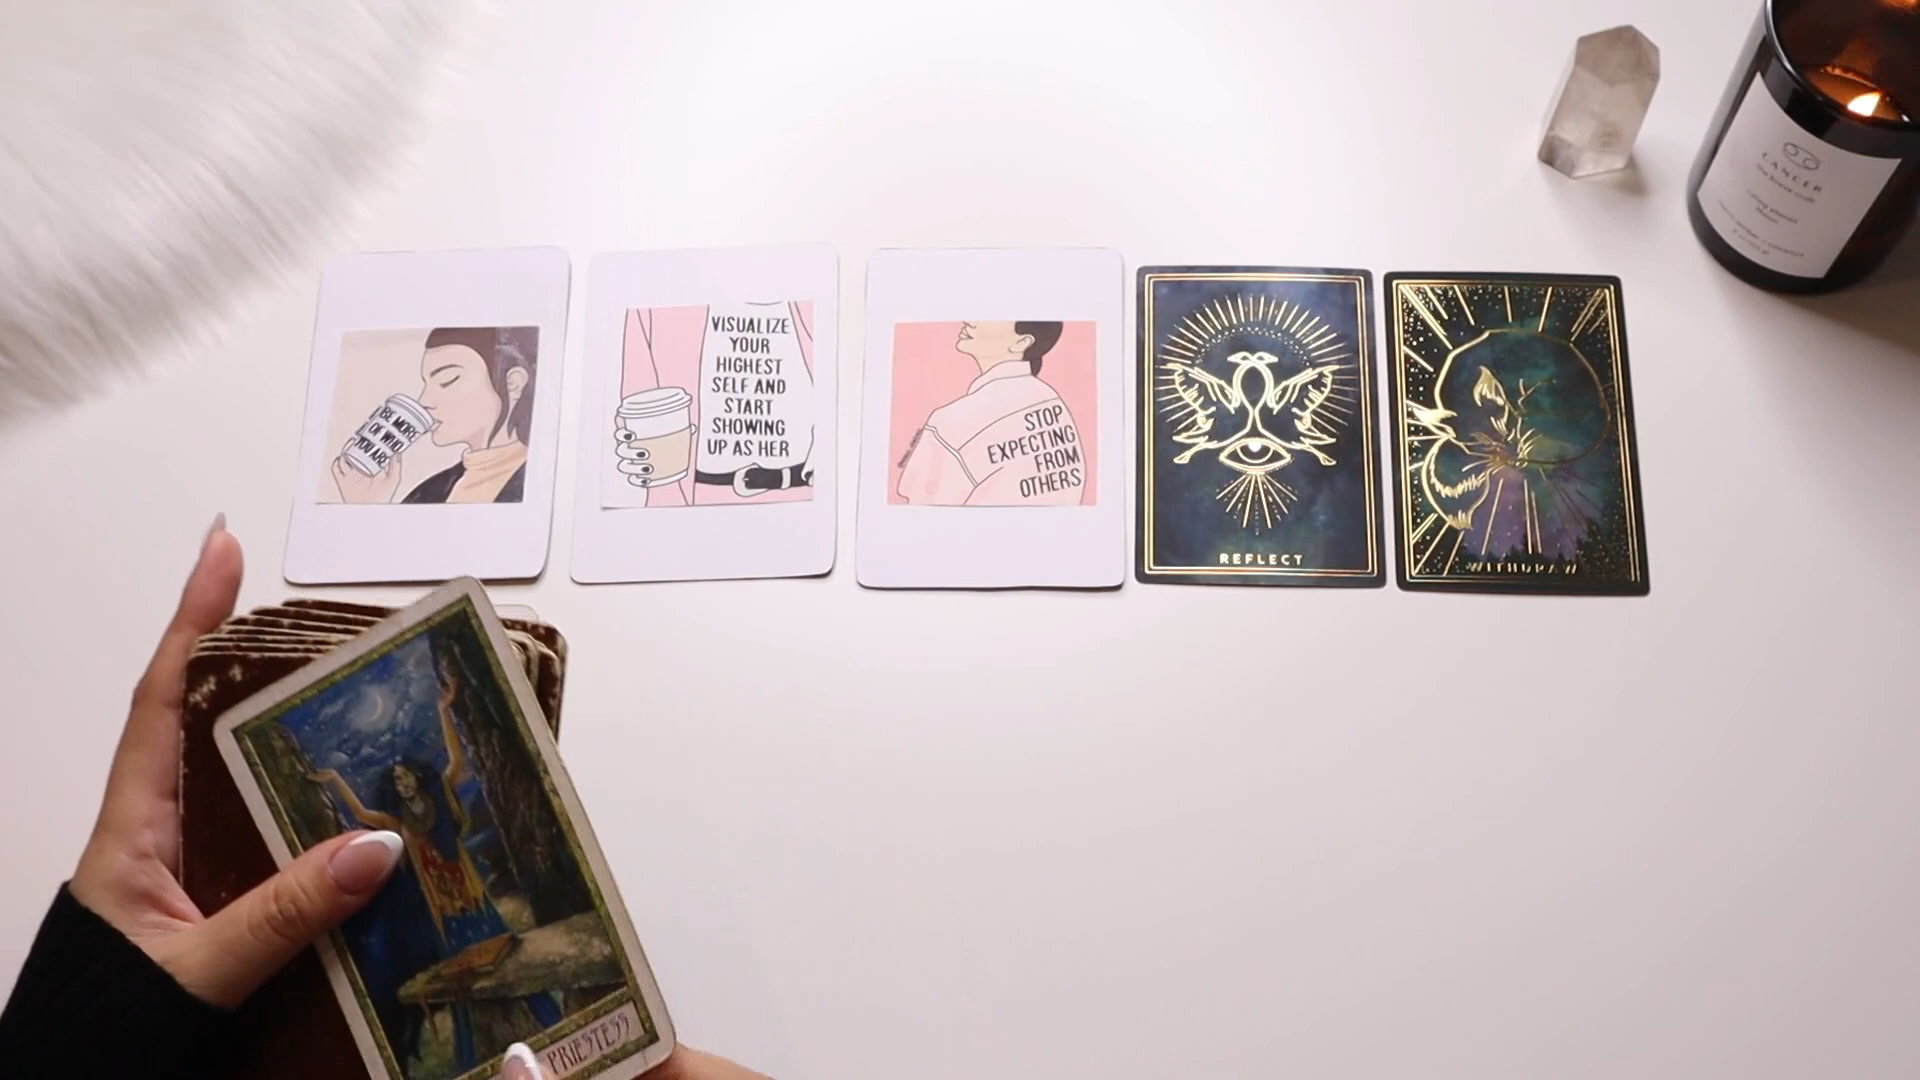 CANCER
BE MORE
OF WHO
YOU ARE
VISUALIZE
YOUR
HIGHEST
SELF AND
START
SHOWING
UP AS HER
STOP
EXPECTING
FROM
OTHERS
REFLECT
WITHDRAW
PRIESTESS